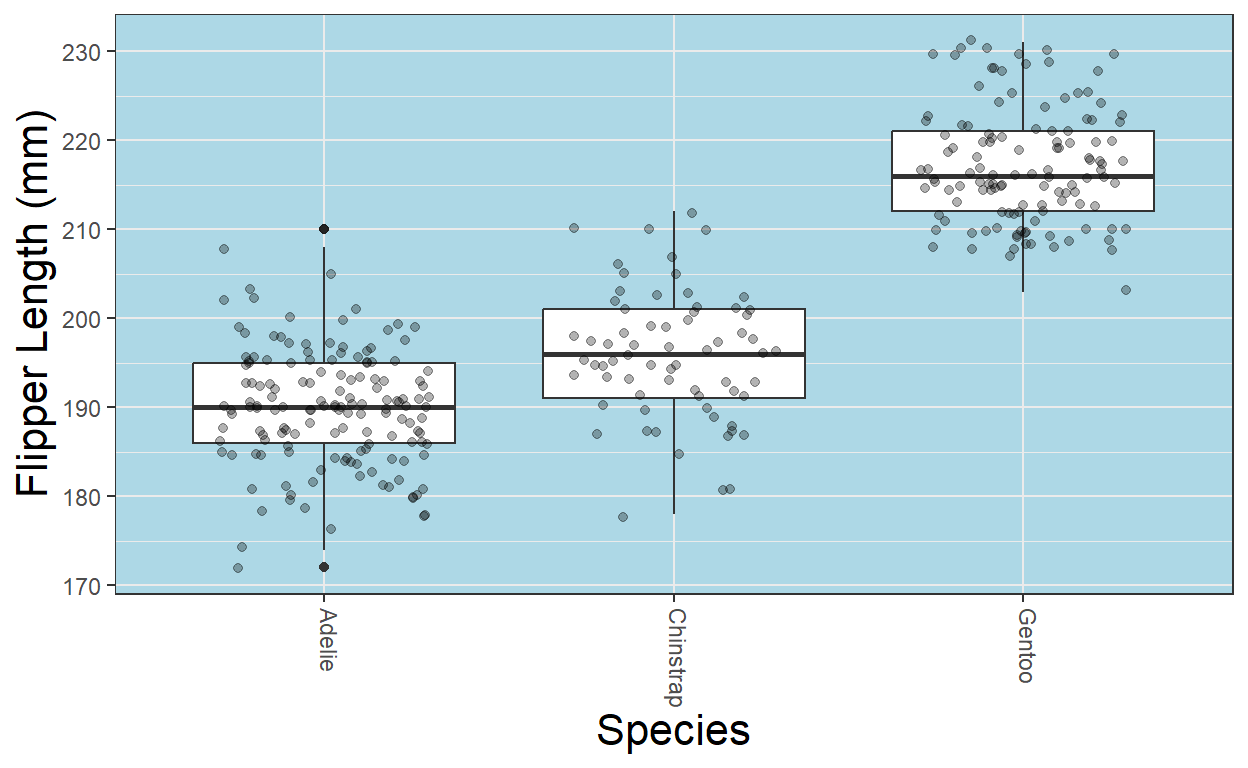 Flipper Length (mm)
230
220
210
200
190
180
170
Adelie
Chinstrap
Gentoo
Species